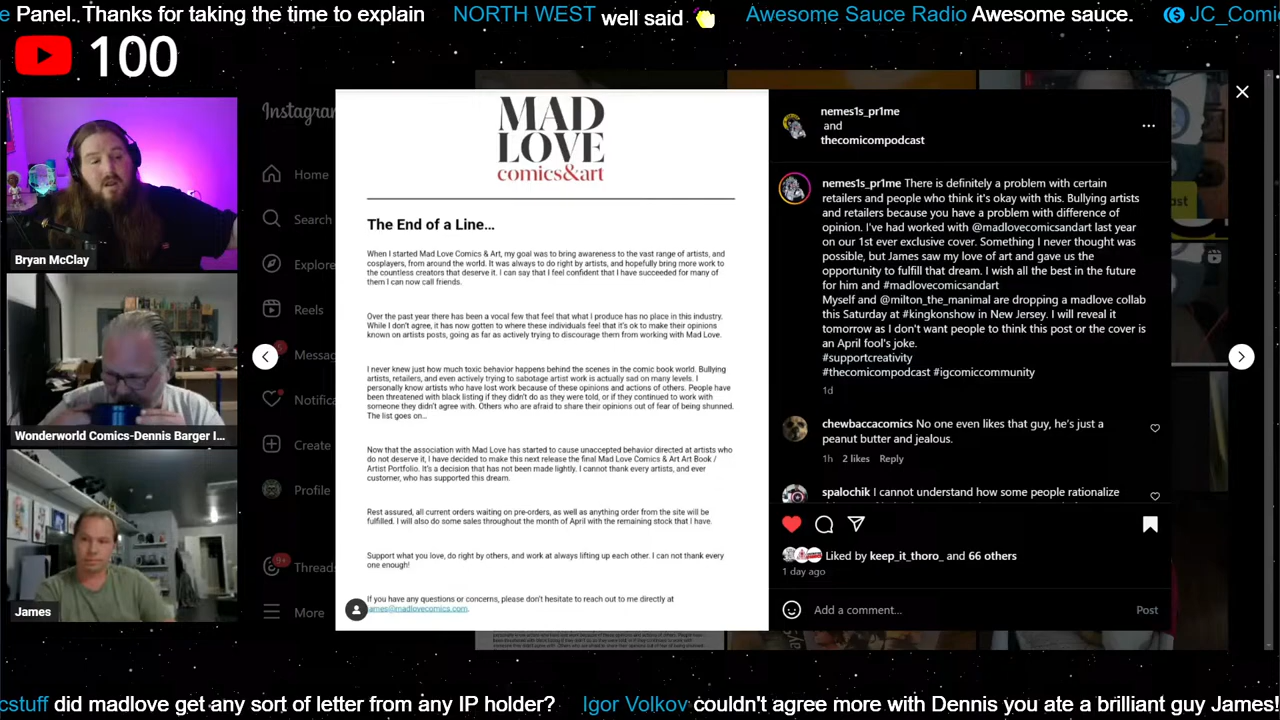 e Panel. Thanks for taking the time to explain NORTH WEST well said Awesome Sauce Radio Awesome sauce. JC_Comi
100
Bryan McClay
Wonderworld Comics-Dennis Barger I...
James
Instagram
Home
Search
Explore
Reels
Messa
Notifica
Create
Profile
9+
Threads
More
MAD
LOVE
comics&art
The End of a Line...
When I started Mad Love Comics & Art, my goal was to bring awareness to the vast range of artists, and
cosplayers, from around the world. It was always to do right by artists, and hopefully bring more work to
the countless creators that deserve it. I can say that I feel confident that I have succeeded for many of
them I can now call friends.
Over the past year there has been a vocal few that feel that what I produce has no place in this industry.
While I don't agree, it has now gotten to where these individuals feel that it's ok to make their opinions
known on artists posts, going as far as actively trying to discourage them from working with Mad Love.
I never knew just how much toxic behavior happens behind the scenes in the comic book world. Bullying
artists, retailers, and even actively trying to sabotage artist work is actually sad on many levels. I
personally know artists who have lost work because of these opinions and actions of others. People have
been threatened with black listing if they didn't do as they were told, or if they continued to work with
someone they didn't agree with. Others who are afraid to share their opinions out of fear of being shunned.
The list goes on...
Now that the association with Mad Love has started to cause unaccepted behavior directed at artists who
do not deserve it, I have decided to make this next release the final Mad Love Comics & Art Art Book /
Artist Portfolio. It's a decision that has not been made lightly. I cannot thank every artists, and ever
customer, who has supported this dream.
Rest assured, all current orders waiting on pre-orders, as well as anything order from the site will be
fulfilled. I will also do some sales throughout the month of April with the remaining stock that I have.
Support what you love, do right by others, and work at always lifting up each other. I can not thank every
one enough!
If you have any questions or concerns, please don't hesitate to reach out to me directly at
james@madlovecomics.com.
nemes1s_pr1me
and
thecomicompodcast
nemes1s_pr1me There is definitely a problem with certain
retailers and people who think it's okay with this. Bullying artists
and retailers because you have a problem with difference of
opinion. I've had worked with @madlovecomicsandart last year
on our 1st ever exclusive cover. Something I never thought was
possible, but James saw my love of art and gave us the
opportunity to fulfill that dream. I wish all the best in the future
for him and #madlovecomicsandart
Myself and @milton_the_manimal are dropping a madlove collab
this Saturday at #kingkonshow in New Jersey. I will reveal it
tomorrow as I don't want people to think this post or the cover is
an April fool's joke.
#supportcreativity
#thecomicompodcast #igcomiccommunity
1d
chewbaccacomics No one even likes that guy, he's just a
peanut butter and jealous.
1h 2 likes Reply
spalochik I cannot understand how some people rationalize
Liked by keep_it_thoro_ and 66 others
1 day ago
Add a comment... Post
cstuff did madlove get any sort of letter from any IP holder? Igor Volkov couldn't agree more with Dennis you ate a brilliant guy James!